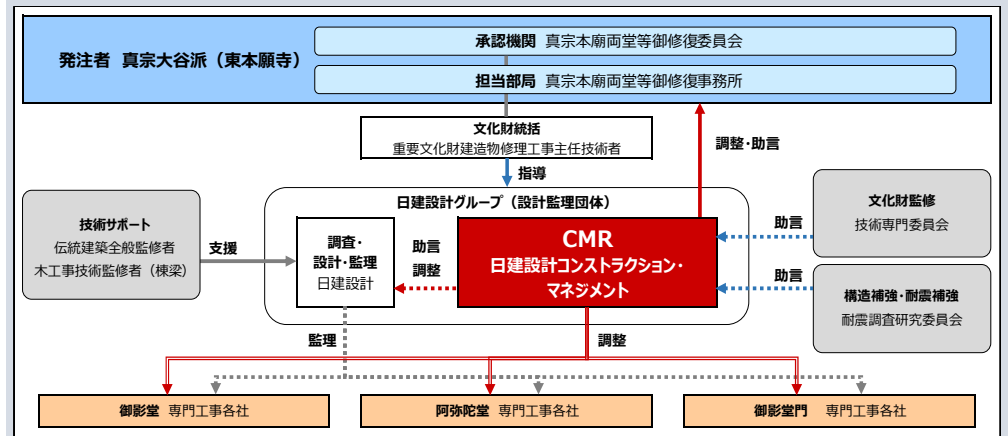 発注者 真宗大谷派（東本願寺）
承認機関 真宗本廟両堂等御修復委員会
担当部局 真宗本廟両堂等御修復事務所
文化財統括
重要文化財建造物修理工事主任技術者
調整・助言
指導
日建設計グループ（設計監理団体）
技術サポート
伝統建築全般監修者
木工事技術監修者（棟梁）
支援
調査・
設計・監理
日建設計
助言
調整
CMR
日建設計コンストラクション・
マネジメント
助言
文化財監修
技術専門委員会
助言
構造補強・耐震補強
耐震調査研究委員会
監理
調整
御影堂 専門工事各社
阿弥陀堂 専門工事各社
御影堂門 専門工事各社